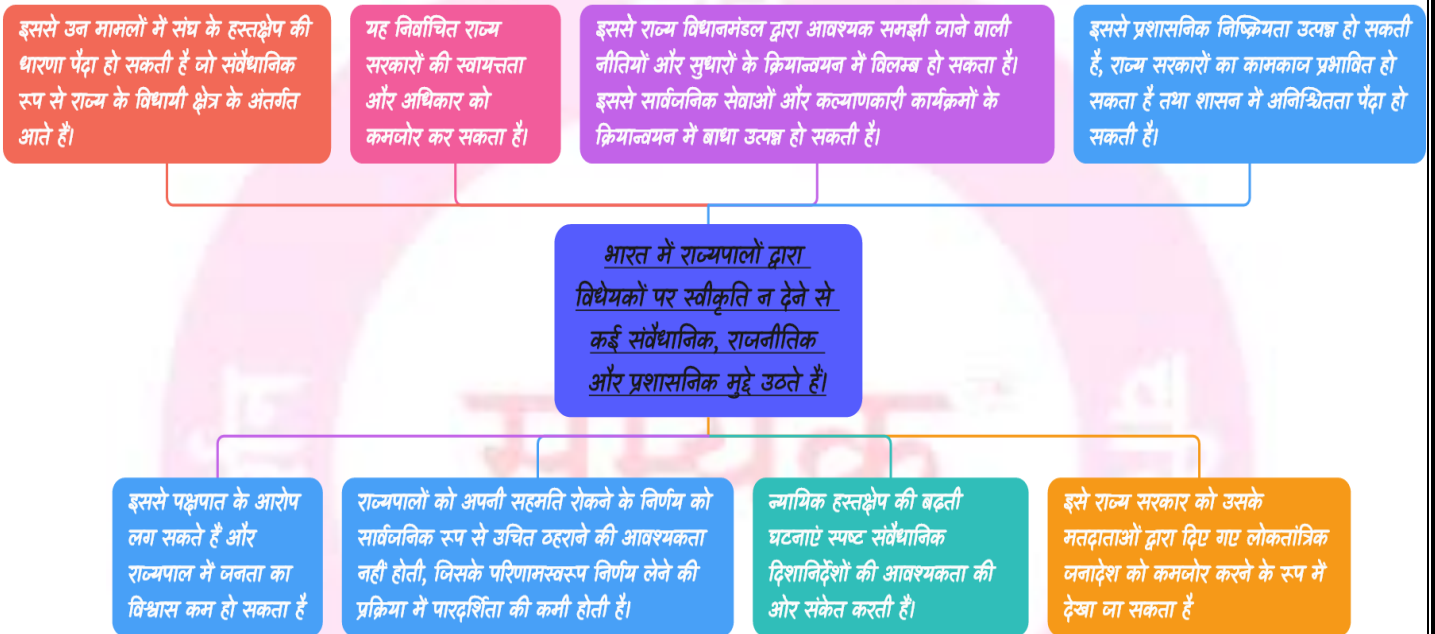 इससे उन मामलों में संघ के हस्तक्षेप की
धारणा पैदा हो सकती है जो संवैधानिक
रूप से राज्य के विधायी क्षेत्र के अंतर्गत
आते हैं।
यह निर्वाचित राज्य
सरकारों की स्वायत्तता
और अधिकार को
कमजोर कर सकता है।
इससे राज्य विधानमंडल द्वारा आवश्यक समझी जाने वाली
नीतियों और सुधारों के क्रियान्वयन में विलम्ब हो सकता है।
इससे सार्वजनिक सेवाओं और कल्याणकारी कार्यक्रमों के
क्रियान्वयन में बाधा उत्पन्न हो सकती है।
इससे प्रशासनिक निष्क्रियता उत्पन्न हो सकती
है, राज्य सरकारों का कामकाज प्रभावित हो
सकता है तथा शासन में अनिश्चितता पैदा हो
सकती है।
भारत में राज्यपालों द्वारा
विधेयकों पर स्वीकृति न देने से
कई संवैधानिक, राजनीतिक
और प्रशासनिक मुद्दे उठते हैं।
इससे पक्षपात के आरोप
लग सकते हैं और
राज्यपाल में जनता का
विश्वास कम हो सकता है
राज्यपालों को अपनी सहमति रोकने के निर्णय को
सार्वजनिक रूप से उचित ठहराने की आवश्यकता
नहीं होती, जिसके परिणामस्वरूप निर्णय लेने की
प्रक्रिया में पारदर्शिता की कमी होती है।
न्यायिक हस्तक्षेप की बढ़ती
घटनाएं स्पष्ट संवैधानिक
दिशानिर्देशों की आवश्यकता की
ओर संकेत करती हैं।
इसे राज्य सरकार को उसके
मतदाताओं द्वारा दिए गए लोकतांत्रिक
जनादेश को कमजोर करने के रूप में
देखा जा सकता है
सम्यक